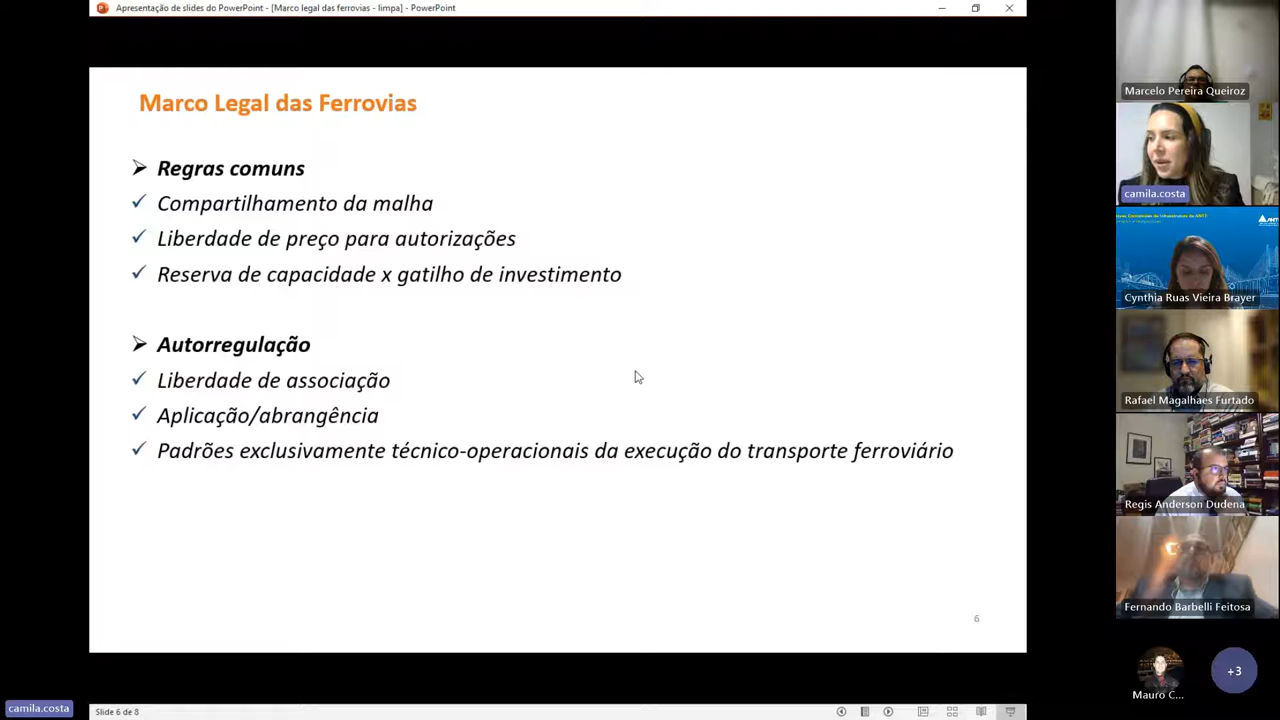 Apresentação de slides do PowerPoint - [Marco legal das ferrovias - limpa] - PowerPoint
Marco Legal das Ferrovias
Regras comuns
Compartilhamento da malha
Liberdade de preço para autorizações
Reserva de capacidade x gatilho de investimento
Autorregulação
Liberdade de associação
Aplicação/abrangência
Padrões exclusivamente técnico-operacionais da execução do transporte ferroviário
6
Slide 6 de 8
camila.costa
Marcelo Pereira Queiroz
camila.costa
Cynthia Ruas Vieira Brayer
Rafael Magalhaes Furtado
Regis Anderson Dudena
Fernando Barbelli Feitosa
Mauro C...
+3